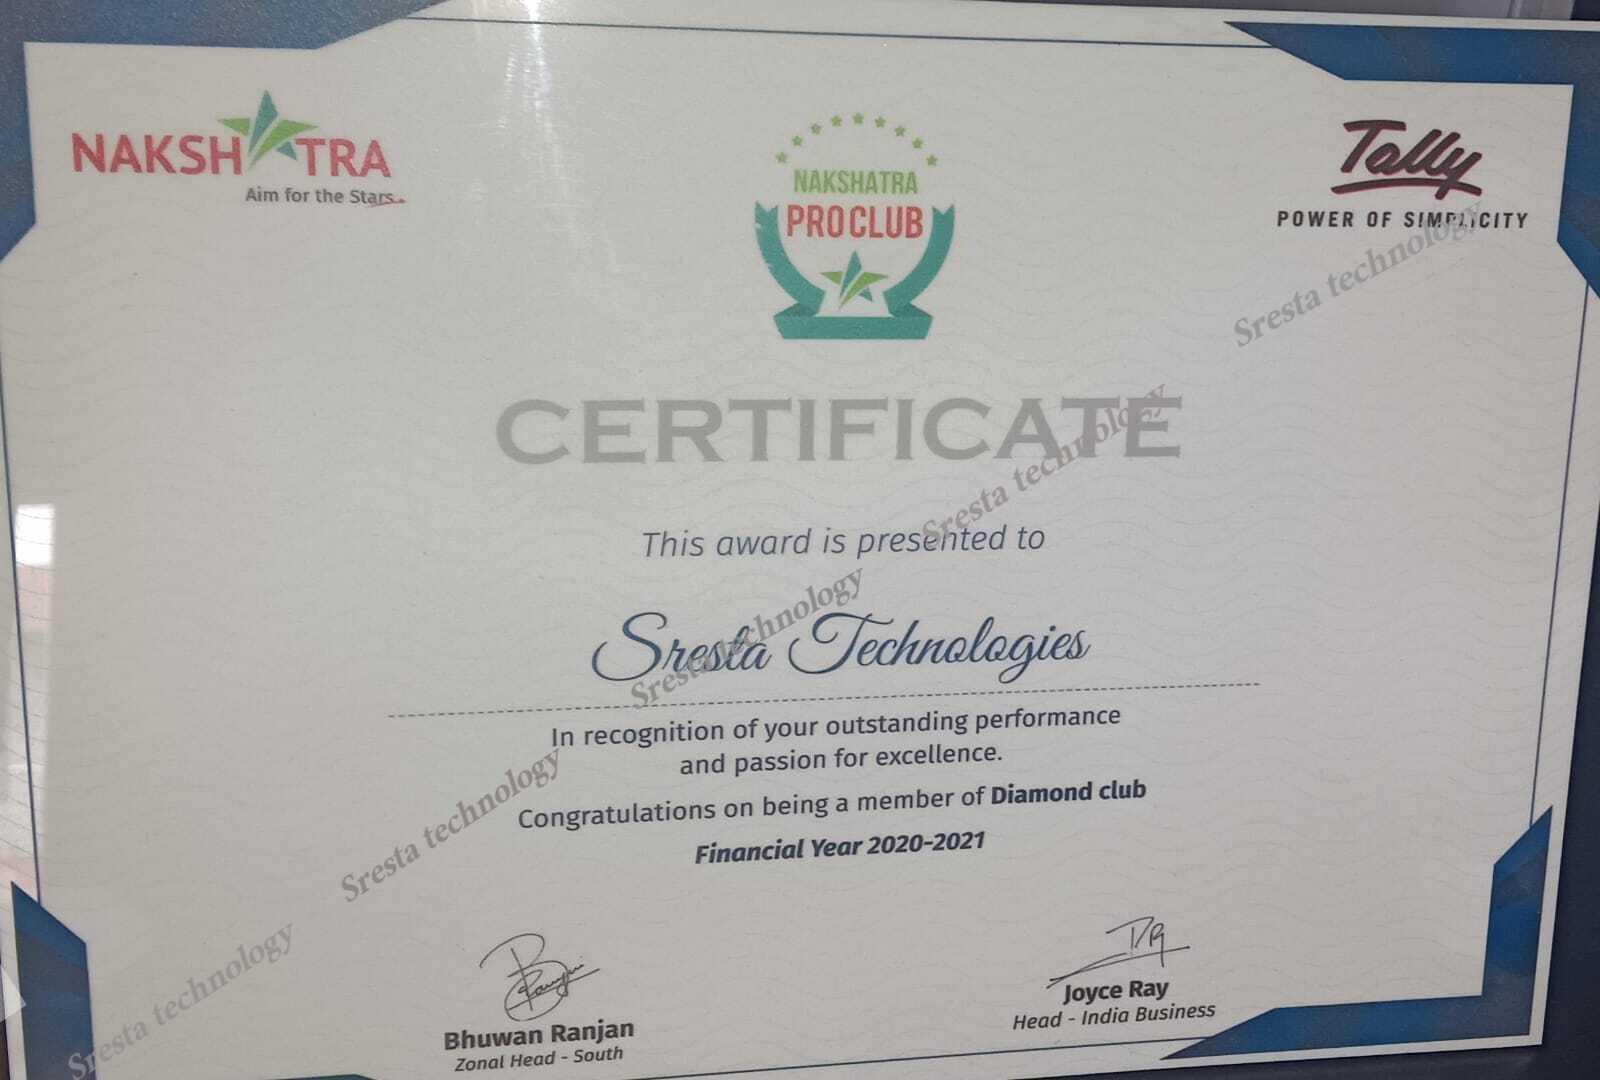 NAKSHATRA
Aim for the Stars
NAKSHATRA
PRO CLUB
Tally
POWER OF SIMPLICITY
CERTIFICATE
This award is presented to
Sresta Technologies
In recognition of your outstanding performance
and passion for excellence.
Congratulations on being a member of Diamond club
Financial Year 2020-2021
Bhuwan Ranjan
Zonal Head - South
Joyce Ray
Head - India Business
Sresta technology
Sresta technology
Sresta technology
Sresta technology
Sresta technology